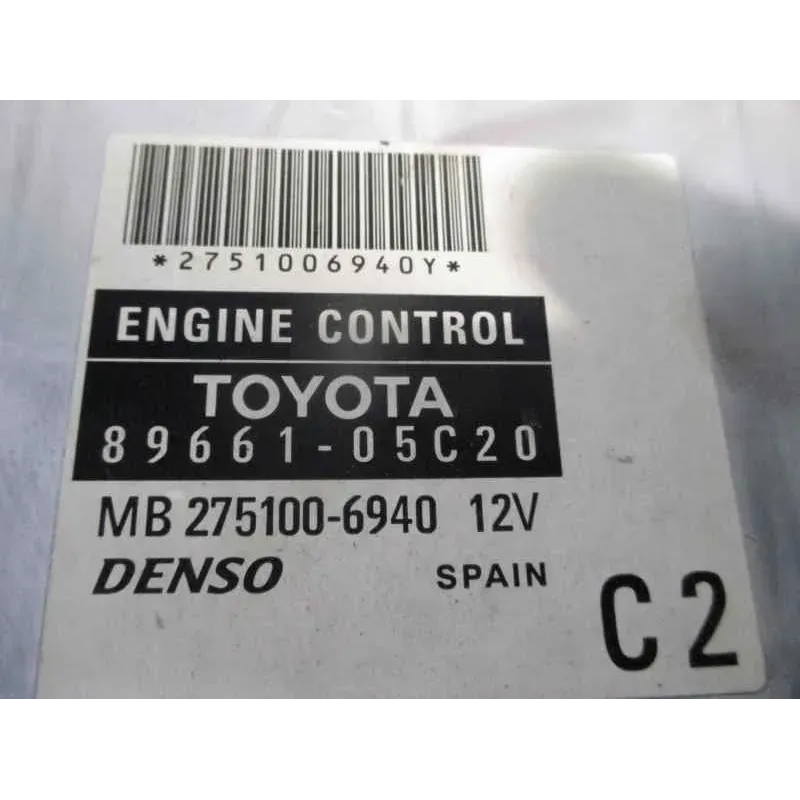 *2751006940Y*
ENGINE CONTROL
TOYOTA
89661-05C20
MB 275100-6940 12V
DENSO SPAIN
C2